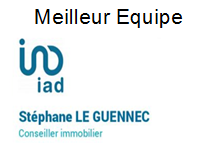 Meilleur Equipe
iad
Stéphane LE GUENNEC
Conseiller immobilier